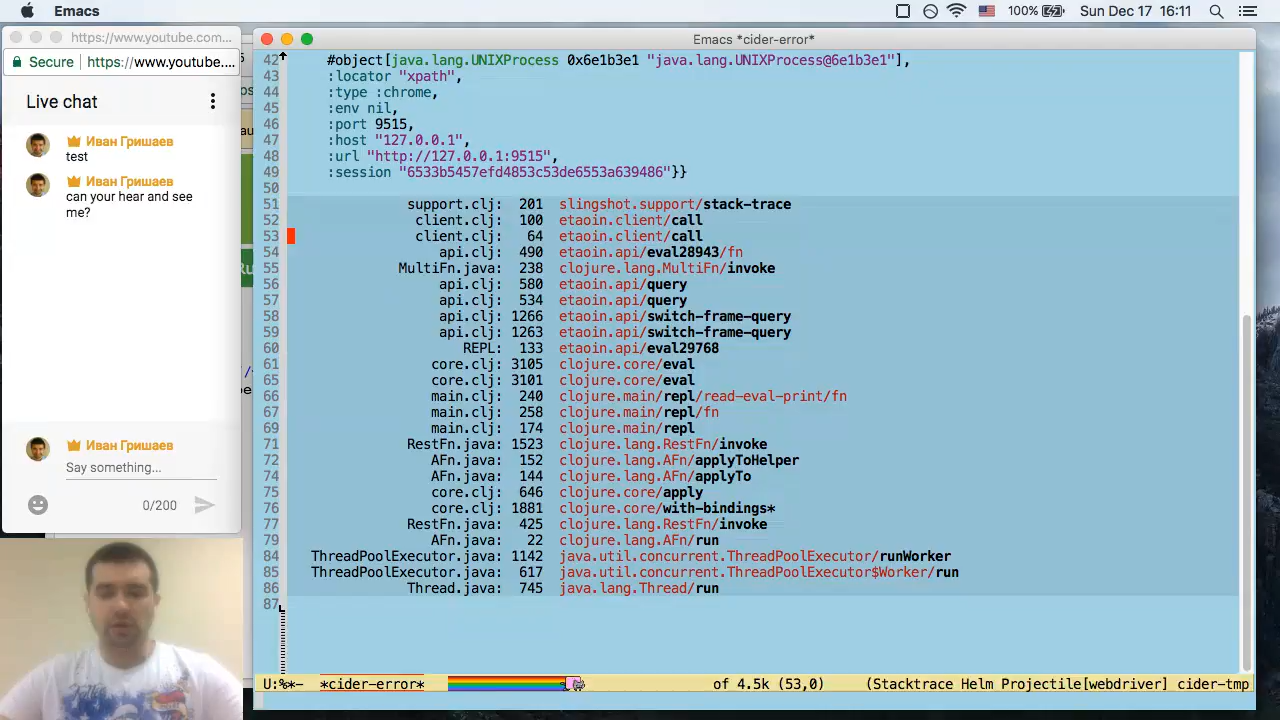 Emacs
100%
Sun Dec 17 16:11
https://www.youtube.com...
Secure
https://www.youtube....
Live chat
Иван Гришаев
test
Иван Гришаев
can your hear and see
me?
Иван Гришаев
Say something...
0/200
Emacs *cider-error*
42 #object[java.lang.UNIXProcess 0x6e1b3e1 "java.lang.UNIXProcess@6e1b3e1"],
43 :locator "xpath",
44 :type :chrome,
45 :env nil,
46 :port 9515,
47 :host "127.0.0.1",
48 :url "http://127.0.0.1:9515",
49 :session "6533b5457efd4853c53de6553a639486"}}
50
51 support.clj: 201 slingshot.support/stack-trace
52 client.clj: 100 etaoin.client/call
53 client.clj: 64 etaoin.client/call
54 api.clj: 490 etaoin.api/eval28943/fn
55 MultiFn.java: 238 clojure.lang.MultiFn/invoke
56 api.clj: 580 etaoin.api/query
57 api.clj: 534 etaoin.api/query
58 api.clj: 1266 etaoin.api/switch-frame-query
59 api.clj: 1263 etaoin.api/switch-frame-query
60 REPL: 133 etaoin.api/eval29768
61 core.clj: 3105 clojure.core/eval
65 core.clj: 3101 clojure.core/eval
66 main.clj: 240 clojure.main/repl/read-eval-print/fn
67 main.clj: 258 clojure.main/repl/fn
69 main.clj: 174 clojure.main/repl
71 RestFn.java: 1523 clojure.lang.RestFn/invoke
72 AFn.java: 152 clojure.lang.AFn/applyToHelper
74 AFn.java: 144 clojure.lang.AFn/applyTo
75 core.clj: 646 clojure.core/apply
76 core.clj: 1881 clojure.core/with-bindings*
77 RestFn.java: 425 clojure.lang.RestFn/invoke
79 AFn.java: 22 clojure.lang.AFn/run
84 ThreadPoolExecutor.java: 1142 java.util.concurrent.ThreadPoolExecutor/runWorker
85 ThreadPoolExecutor.java: 617 java.util.concurrent.ThreadPoolExecutor$Worker/run
86 Thread.java: 745 java.lang.Thread/run
87
U:%*- *cider-error* of 4.5k (53,0) (Stacktrace Helm Projectile[webdriver] cider-tmp